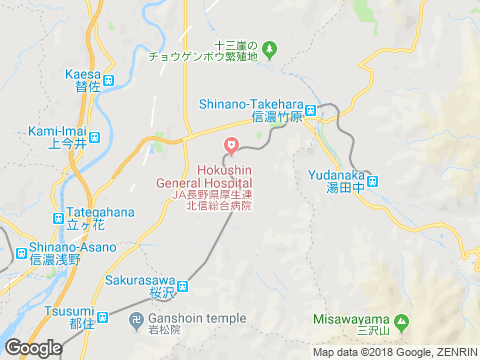 十三崖の
チョウゲンボウ繁殖地
Kaesa
替佐
Shinano-Takehara
信濃竹原
Kami-Imai
上今井
Hokushin
General Hospital
JA長野県厚生連
北信総合病院
Yudanaka
湯田中
Tategahana
立ヶ花
Shinano-Asano
信濃浅野
Sakurasawa
桜沢
Tsusumi
都住
Ganshoin temple
岩松院
Misawayama
三沢山
Google
Map data ©2018 Google, ZENRIN